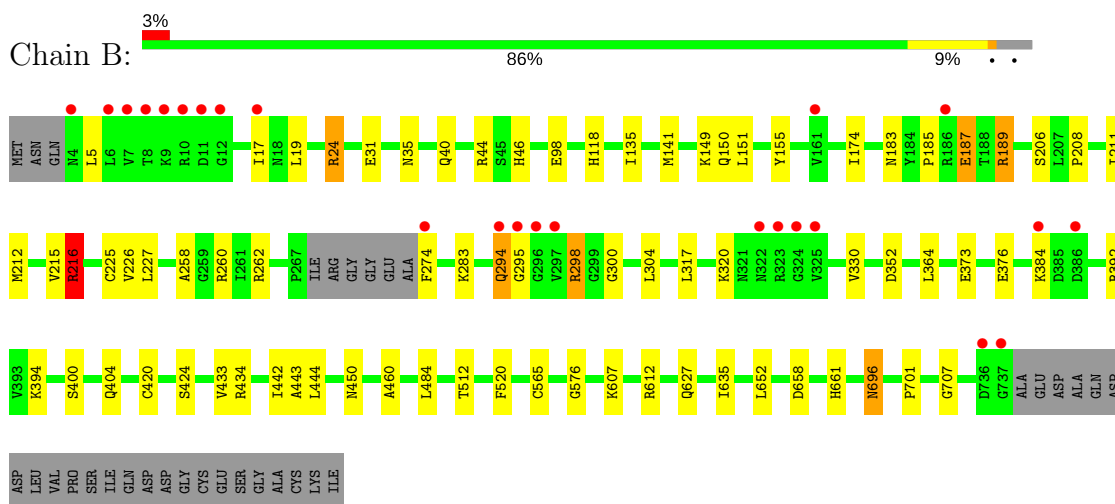 3%
Chain B:
86% 9% • •
MET ASN GLN N4 L5 L6 V7 T8 K9 R10 D11 G12 I17 N18 L19 R24 E31 N35 Q40 R44 S45 H46 E98 H118 I135 M141 K149 Q150 L151 Y155 V161 I174 N183 Y184 P185 R186 E187 T188 R189 S206 L207 P208
M212 V215 R216 C225 V226 L227 A258 G259 R260 I261 R262 P267 ILE ARG GLY GLY GLU ALA F274 K283 Q294 G295 G296 V297 R298 G299 G300 L304 L317 K320 N321 N322 R323 G324 V325 V330 D352 L364 E373 E376 K384 D385 D386
V393 K394 S400 Q404 C420 S424 V433 R434 I442 A443 L444 N450 A460 L484 T512 F520 C565 G576 K607 R612 Q627 I635 L652 D658 H661 N696 P701 G707 D736 G737 ALA GLU ASP ALA GLN ASP
ASP LEU VAL PRO SER ILE GLN ASP ASP GLY CYS GLU SER GLY ALA CYS LYS ILE